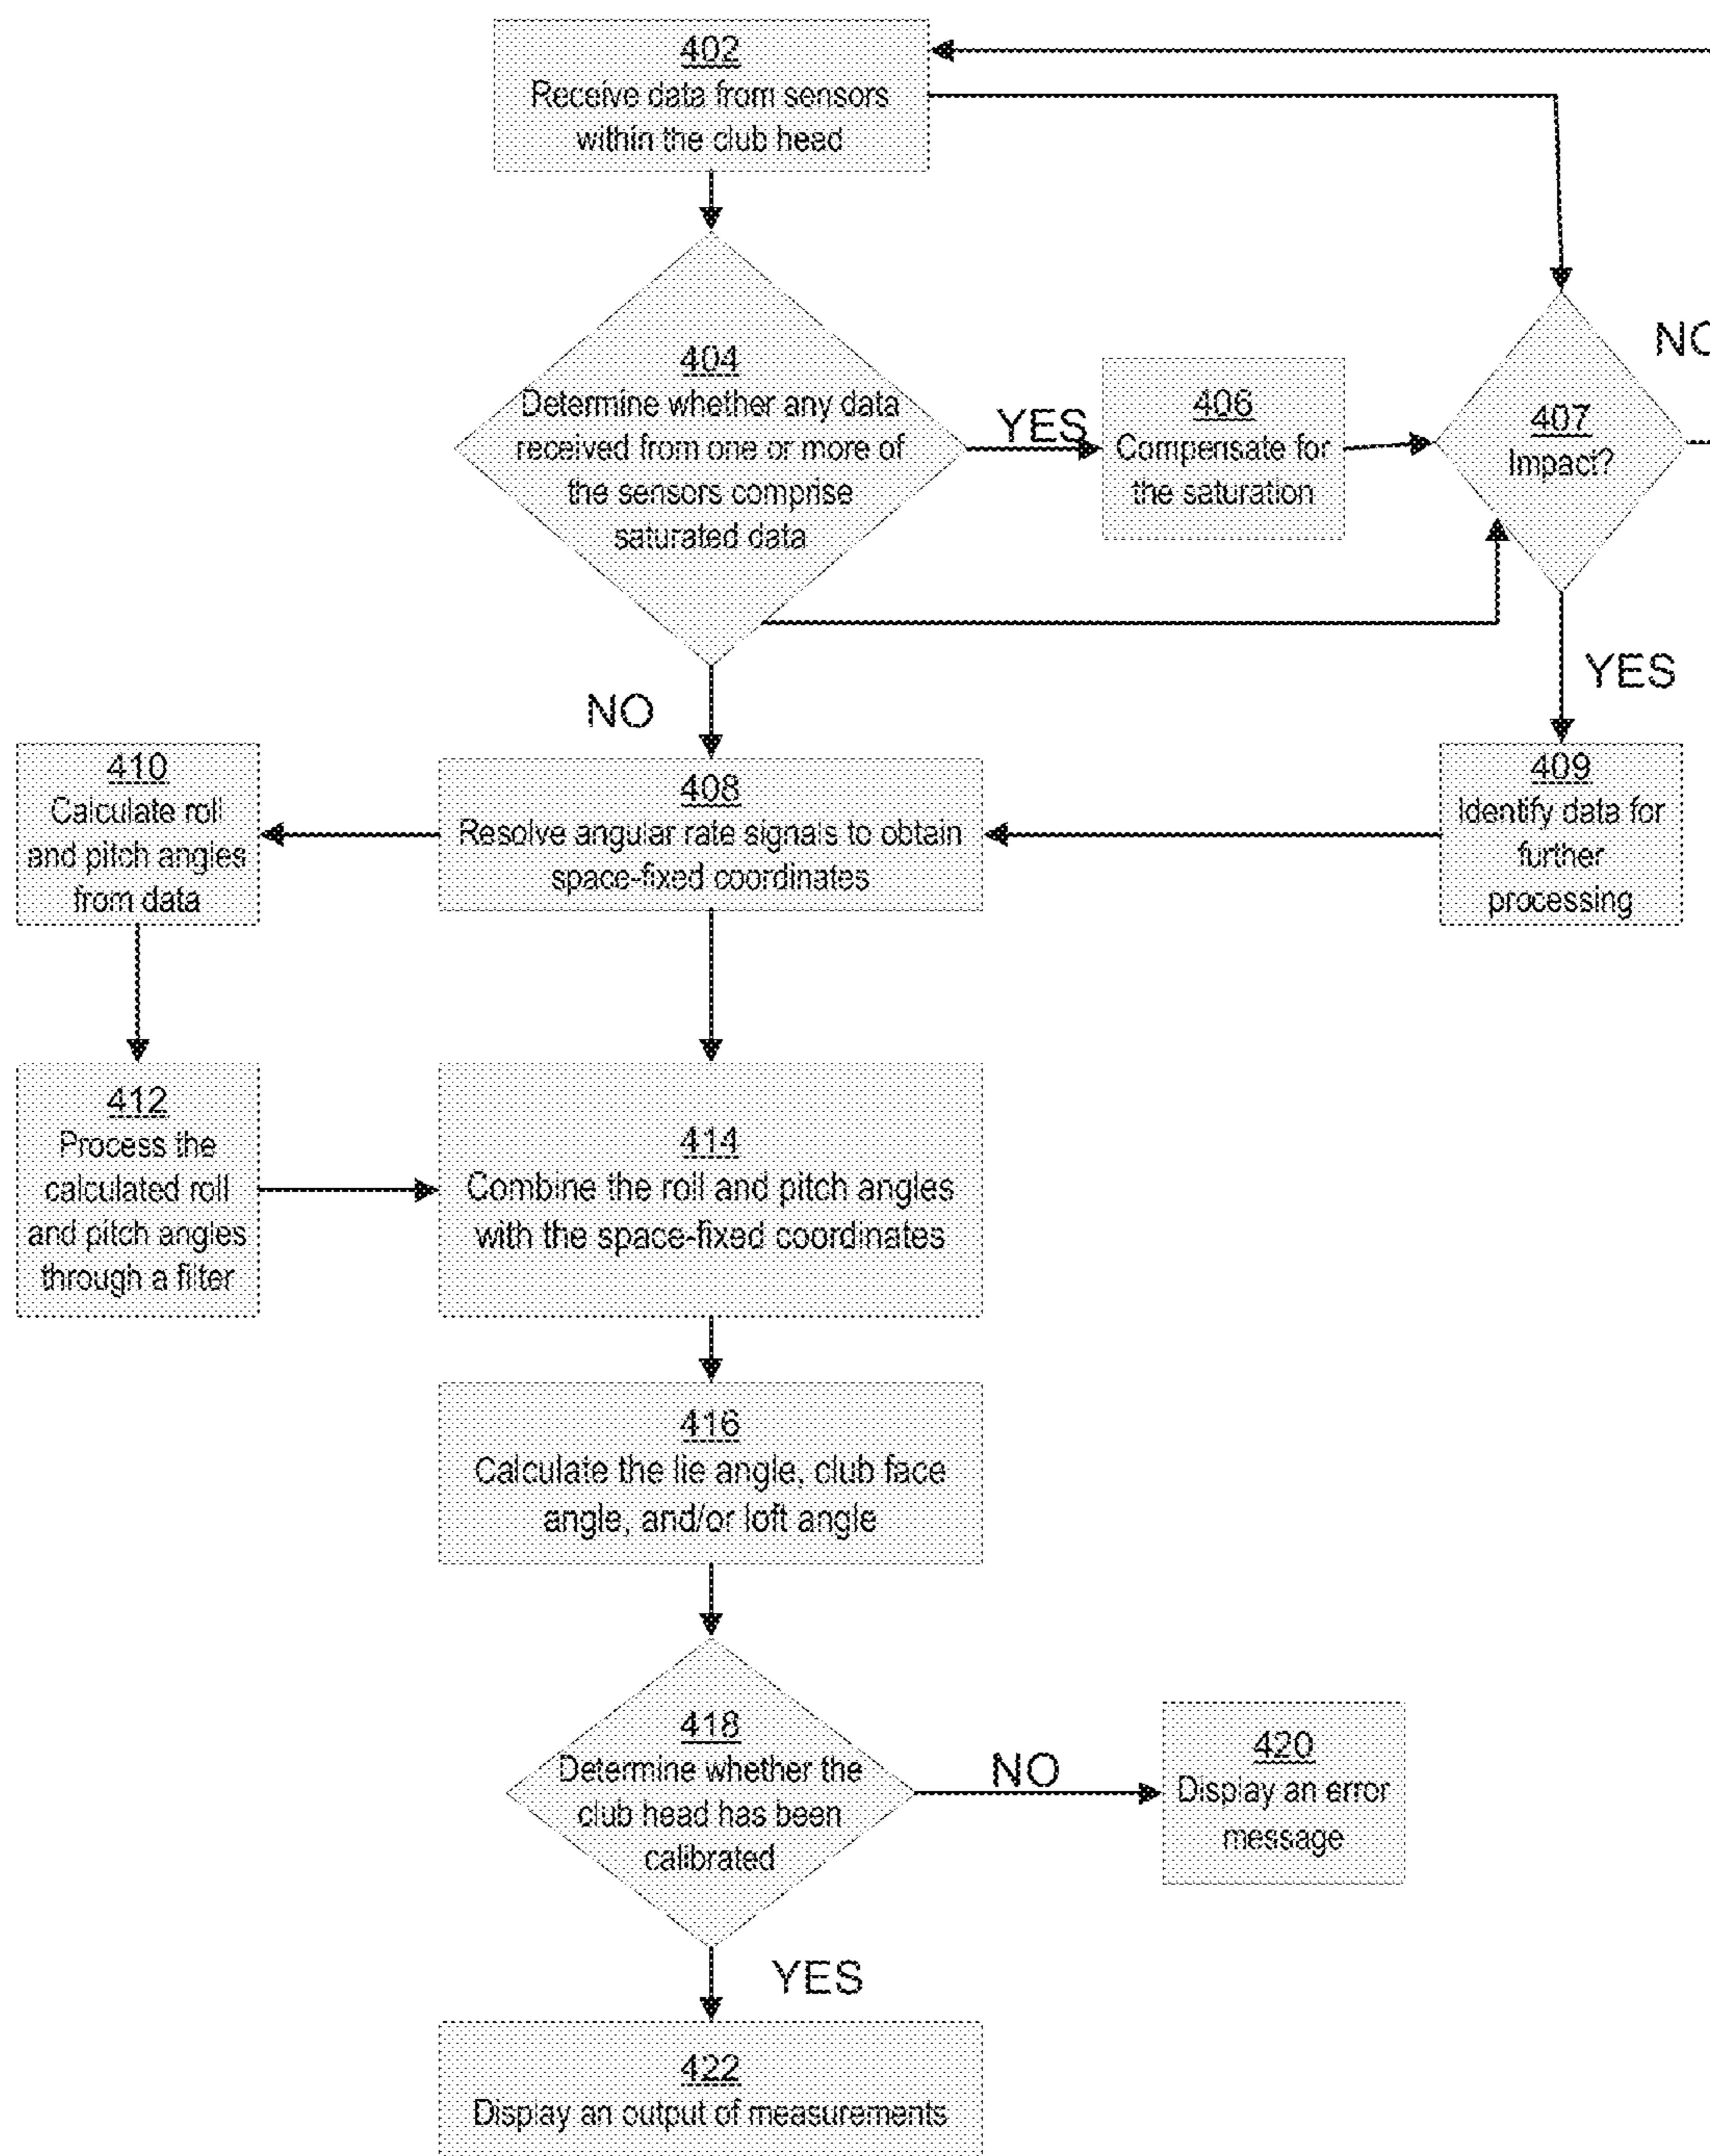 402
Receive data from sensors
within the club head
404
Determine whether any data
received from one or more of
the sensors comprise
saturated data
YES
406
Compensate for
the saturation
407
Impact?
NO
YES
NO
409
Identify data for
further
processing
408
Resolve angular rate signals to obtain
space-fixed coordinates
410
Calculate roll
and pitch angles
from data
412
Process the
calculated roll
and pitch angles
through a filter
414
Combine the roll and pitch angles
with the space-fixed coordinates
416
Calculate the lie angle, club face
angle, and/or loft angle
418
Determine whether the
club head has been
calibrated
NO
420
Display an error
message
YES
422
Display an output of measurements